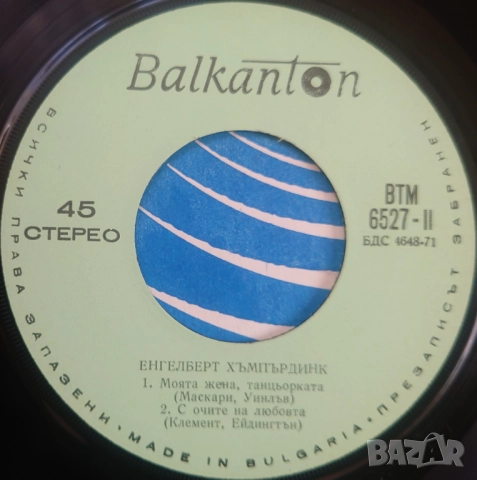 Balkanton
45
СТЕРЕО
ВТМ
6527-II
БДС 4648-71
ЕНГЕЛБЕРТ ХЪМПЪРДИНК
1. Моята жена, танцьорката
(Маскари, Уинлъв)
2. С очите на любовта
(Клемент, Ейдингтън)
ВСИЧКИ ПРАВА ЗАПАЗЕНИ · MADE IN BULGARIA · ПРЕЗАПИСЪТ ЗАБРАНЕН
BAZAR